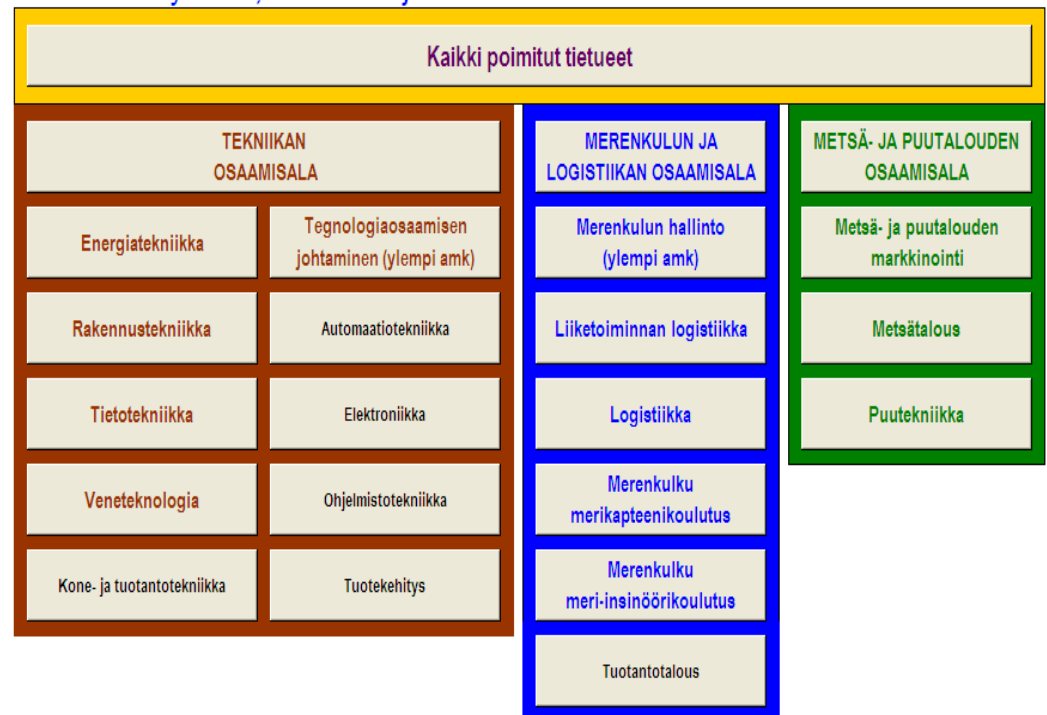 Kaikki poimitut tietueet
TEKNIIKAN
OSAAMISALA
Energiatekniikka
Tegnologiaosaamisen
johtaminen (ylempi amk)
Rakennustekniikka
Automaatiotekniikka
Tietotekniikka
Elektroniikka
Veneteknologia
Ohjelmistotekniikka
Kone- ja tuotantotekniikka
Tuotekehitys
MERENKULUN JA
LOGISTIIKAN OSAAMISALA
Merenkulun hallinto
(ylempi amk)
Liiketoiminnan logistiikka
Logistiikka
Merenkulku
merikapteenikoulutus
Merenkulku
meri-insinöörikoulutus
Tuotantotalous
METSÄ- JA PUUTALOUDEN
OSAAMISALA
Metsä- ja puutalouden
markkinointi
Metsätalous
Puutekniikka